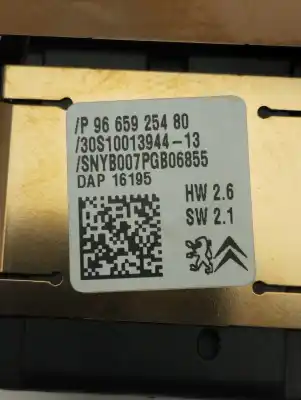 /P 96 659 254 80
/30S10013944-13
/SNYB007PGB06855
DAP 16195
HW 2.6
SW 2.1